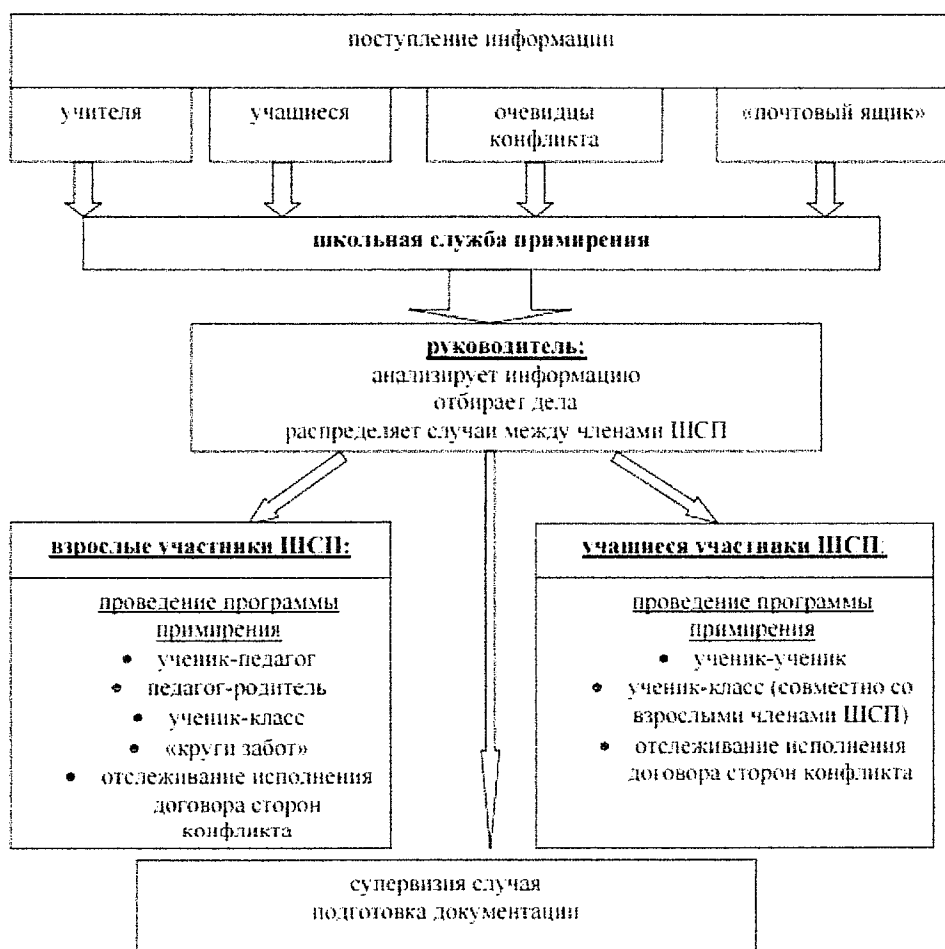 поступление информации
учителя
учащиеся
очевидцы
конфликта
«почтовый ящик»
школьная служба примирения
руководитель:
анализирует информацию
отбирает дела
распределяет случаи между членами ШСП
взрослые участники ШСП:
проведение программы
примирения
• ученик-педагог
• педагог-родитель
• ученик-класс
• «круги забот»
• отслеживание исполнения
договора сторон
конфликта
учащиеся участники ШСП:
проведение программы
примирения
• ученик-ученик
• ученик-класс (совместно со
взрослыми членами ШСП)
• отслеживание исполнения
договора сторон конфликта
супервизия случая
подготовка документации